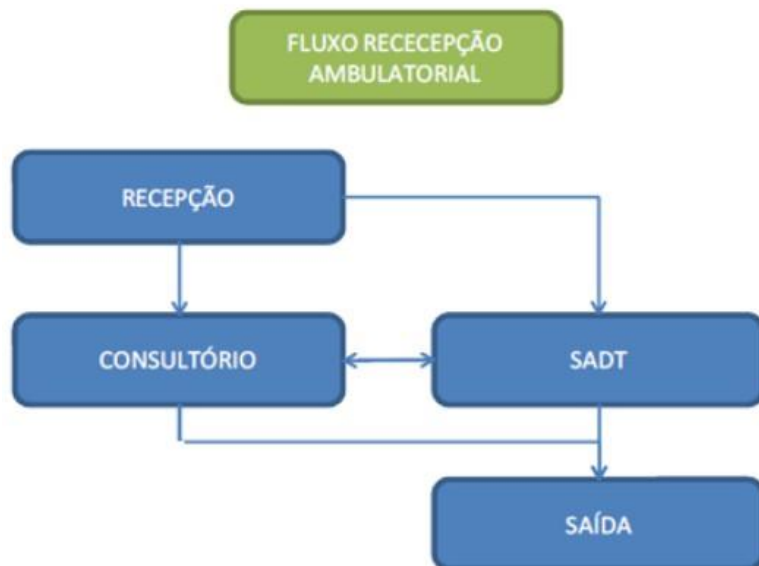 FLUXO RECECEPÇÃO
AMBULATORIAL
RECEPÇÃO
CONSULTÓRIO
SADT
SAÍDA